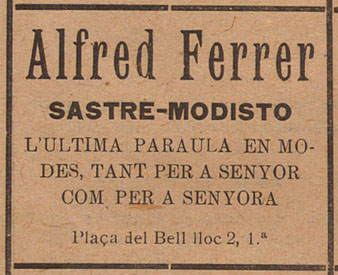 Alfred Ferrer
SASTRE-MODISTO
L'ULTIMA PARAULA EN MO-
DES, TANT PER A SENYOR
COM PER A SENYORA
Plaça del Bell lloc 2, 1.ª